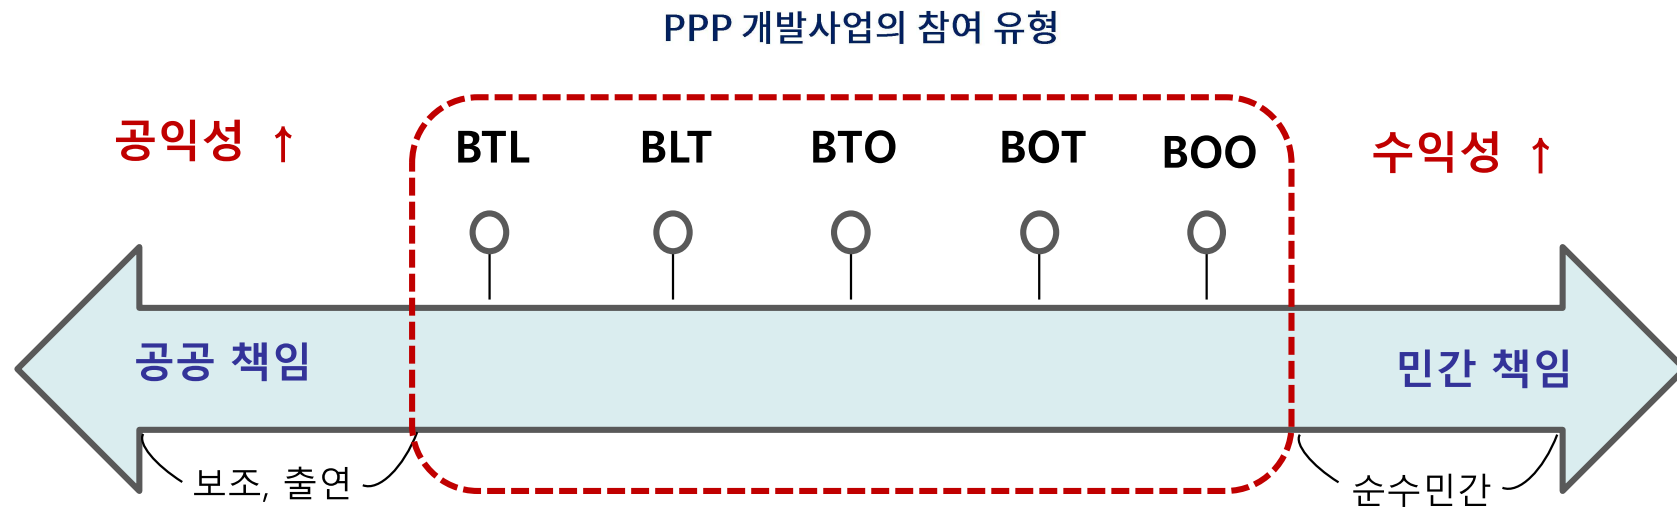 PPP 개발사업의 참여 유형
공익성 ↑
BTL
BLT
BTO
BOT
BOO
수익성 ↑
공공 책임
민간 책임
보조, 출연
순수민간